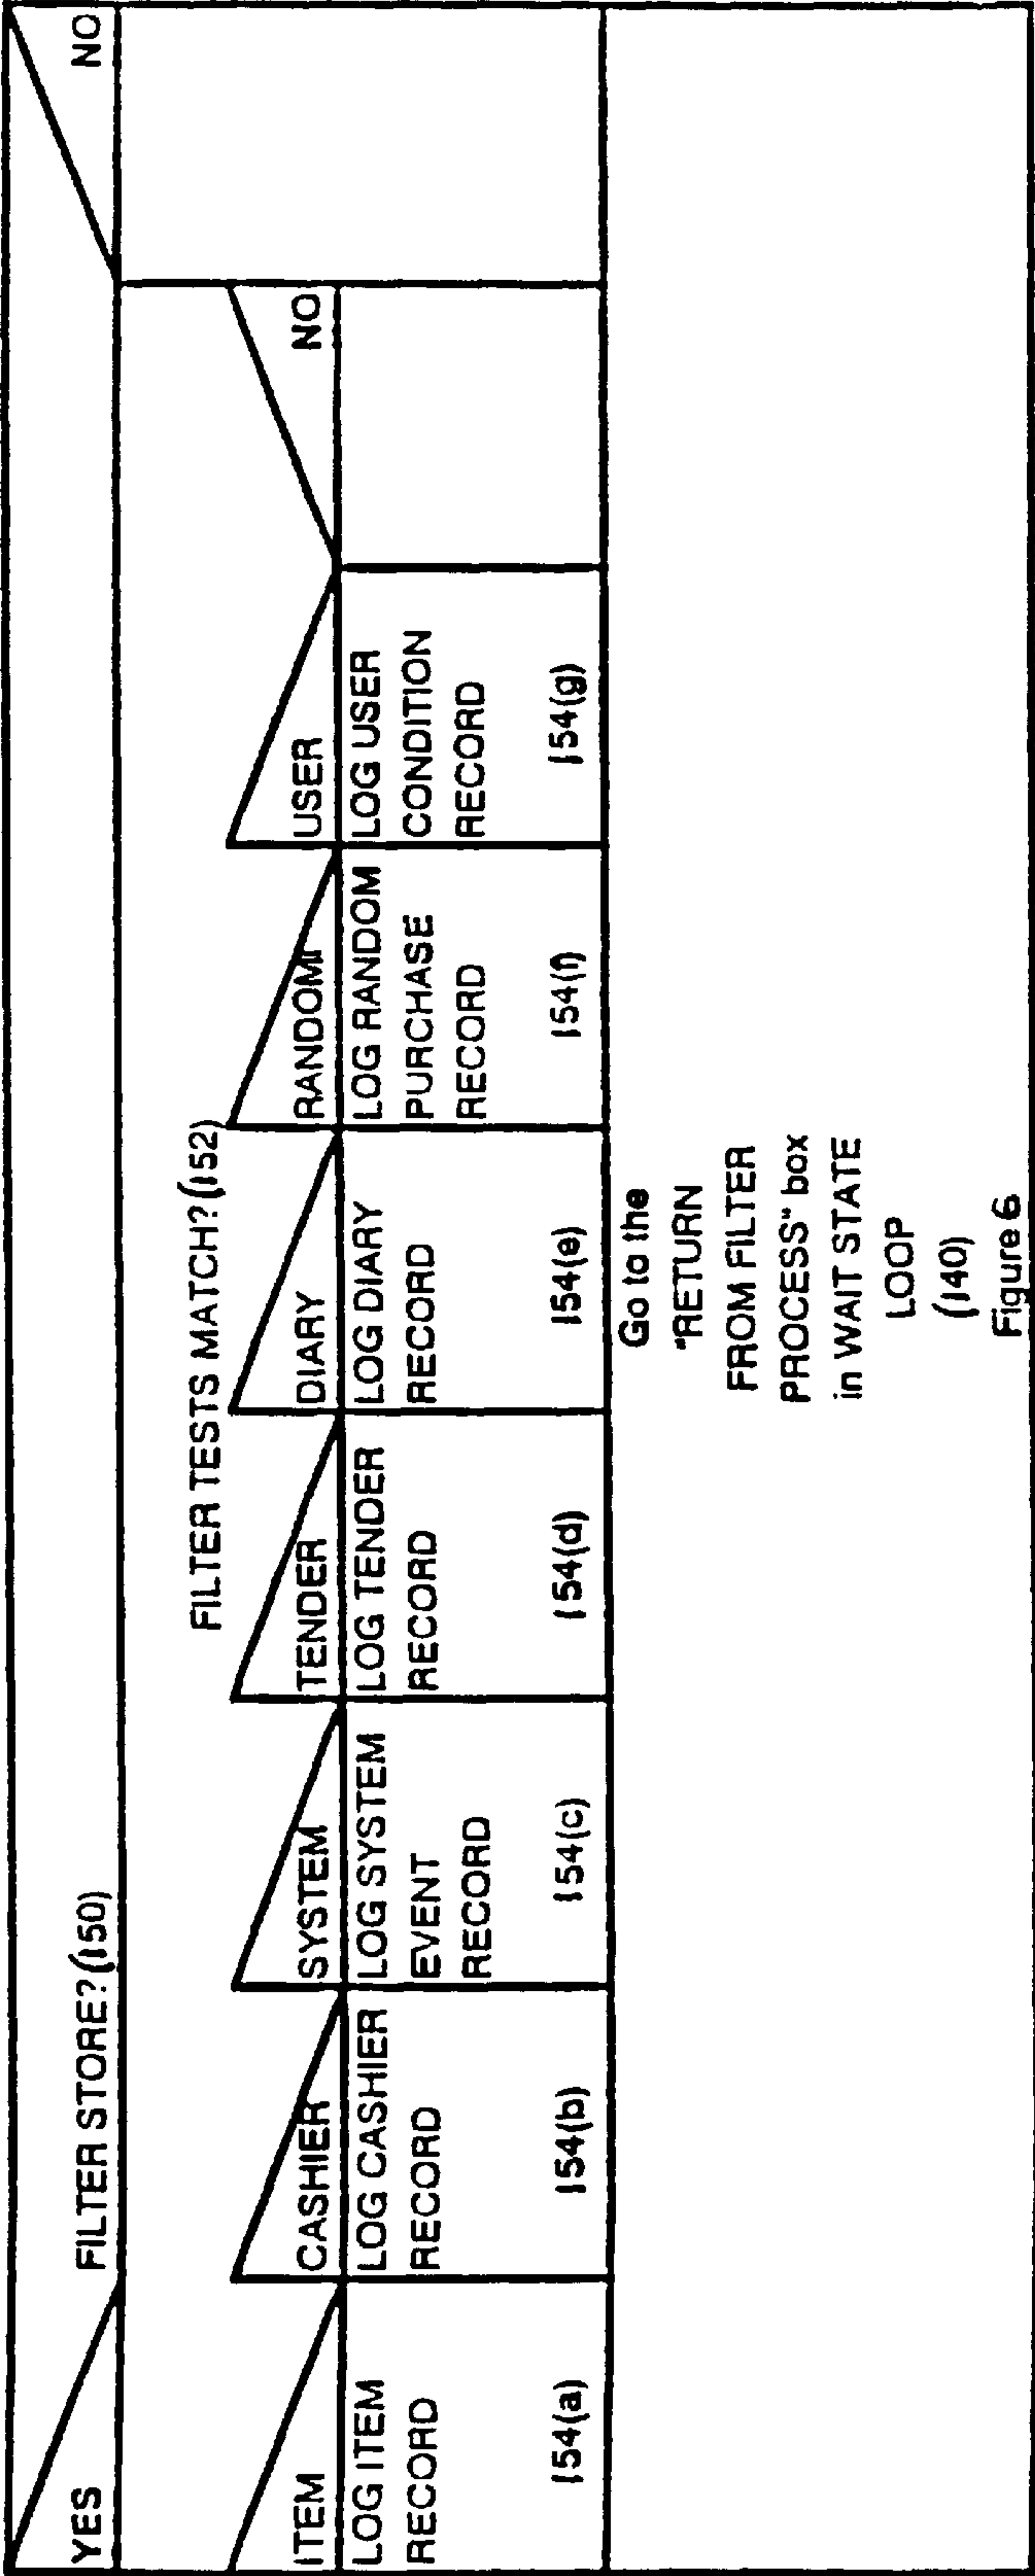 FILTER STORE?(150)
YES
NO
FILTER TESTS MATCH?(152)
ITEM
CASHIER
SYSTEM
TENDER
DIARY
RANDOM
USER
NO
LOG ITEM
RECORD
154(a)
LOG CASHIER
RECORD
154(b)
LOG SYSTEM
EVENT
RECORD
154(c)
LOG TENDER
RECORD
154(d)
LOG DIARY
RECORD
154(e)
LOG RANDOM
PURCHASE
RECORD
154(f)
LOG USER
CONDITION
RECORD
154(g)
Go to the
"RETURN
FROM FILTER
PROCESS" box
in WAIT STATE
LOOP
(140)
Figure 6